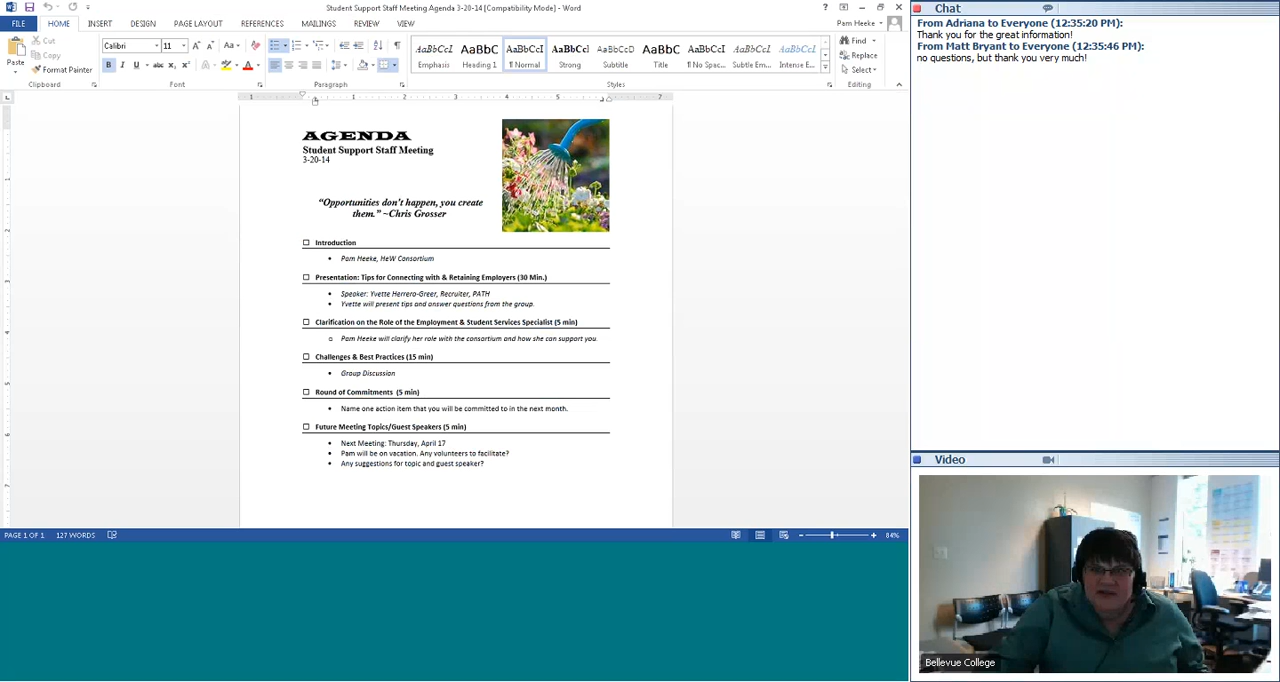 Student Support Staff Meeting Agenda 3-20-14 [Compatibility Mode] - Word
FILE HOME INSERT DESIGN PAGE LAYOUT REFERENCES MAILINGS REVIEW VIEW
Pam Heeke
Paste
Cut
Copy
Format Painter
Clipboard
Calibri 11
Font
Paragraph
AaBbCcI AaBbC AaBbCcI AaBbCci AaBbCcD AaBbC AaBbCcI AaBbCcI AaBbCcI
Emphasis Heading 1 ¶ Normal Strong Subtitle Title ¶ No Spac... Subtle Em... Intense E...
Styles
Find
Replace
Select
Editing
AGENDA
Student Support Staff Meeting
3-20-14
“Opportunities don’t happen, you create
them.” ~Chris Grosser
Introduction
Pam Heeke, HeW Consortium
Presentation: Tips for Connecting with & Retaining Employers (30 Min.)
Speaker: Yvette Herrera-Greer, Recruiter, PATH
Yvette will present tips and answer questions from the group.
Clarification on the Role of the Employment & Student Services Specialist (5 min)
Pam Heeke will clarify her role with the consortium and how she can support you.
Challenges & Best Practices (15 min)
Group Discussion
Round of Commitments (5 min)
Name one action item that you will be committed to in the next month.
Future Meeting Topics/Guest Speakers (5 min)
Next Meeting: Thursday, April 17
Pam will be on vacation. Any volunteers to facilitate?
Any suggestions for topic and guest speaker?
PAGE 1 OF 1 127 WORDS
84%
Chat
From Adriana to Everyone (12:35:20 PM):
Thank you for the great information!
From Matt Bryant to Everyone (12:35:46 PM):
no questions, but thank you very much!
Video
Bellevue College